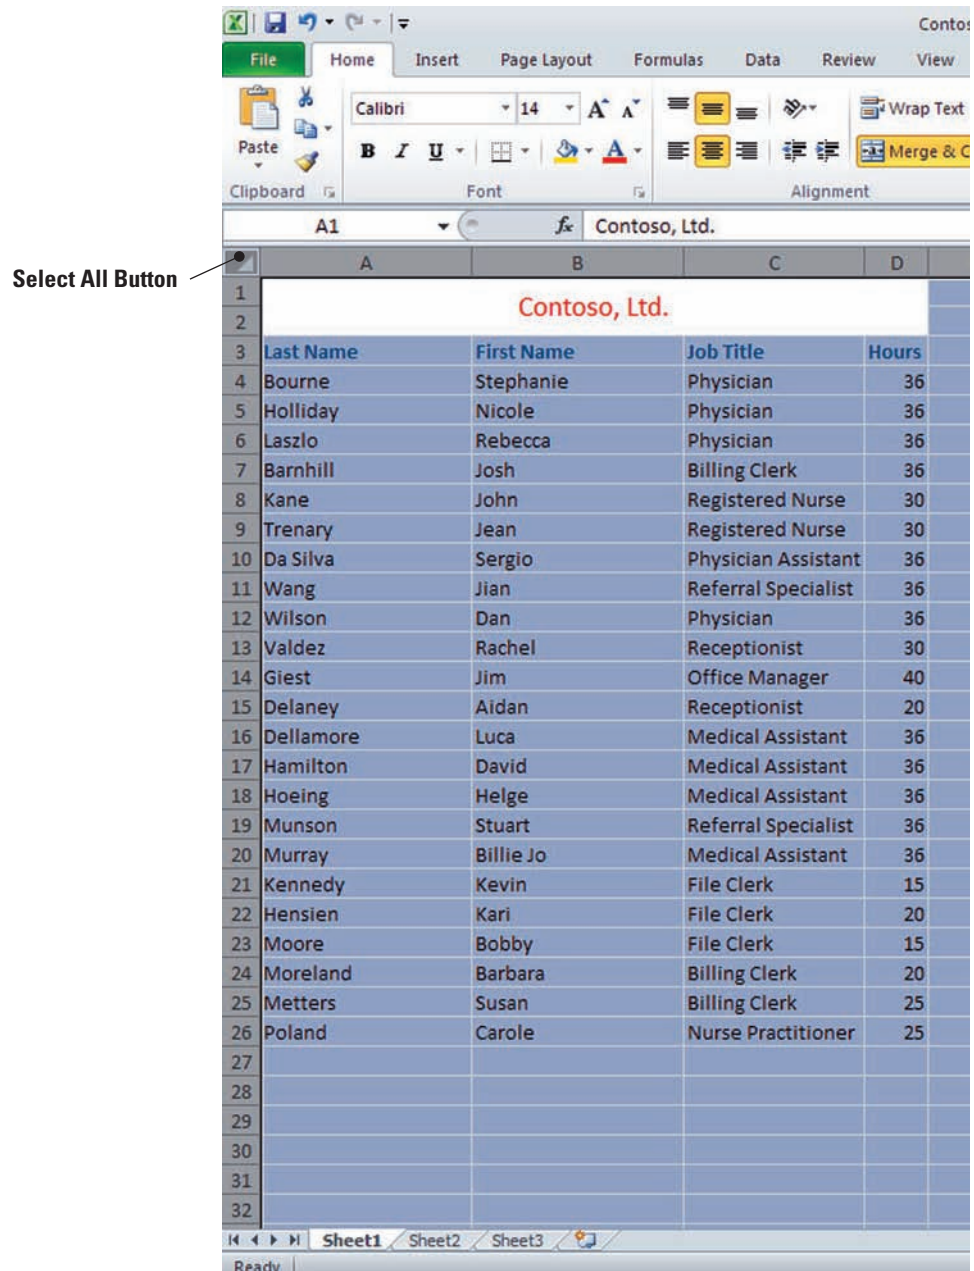 Contos
File Home Insert Page Layout Formulas Data Review View
Calibri 14 A A Wrap Text
Paste B I U A Merge & C
Clipboard Font Alignment
A1 fx Contoso, Ltd.
Select All Button
A B C D
1 Contoso, Ltd.
2
3 Last Name First Name Job Title Hours
4 Bourne Stephanie Physician 36
5 Holliday Nicole Physician 36
6 Laszlo Rebecca Physician 36
7 Barnhill Josh Billing Clerk 36
8 Kane John Registered Nurse 30
9 Trenary Jean Registered Nurse 30
10 Da Silva Sergio Physician Assistant 36
11 Wang Jian Referral Specialist 36
12 Wilson Dan Physician 36
13 Valdez Rachel Receptionist 30
14 Giest Jim Office Manager 40
15 Delaney Aidan Receptionist 20
16 Dellamore Luca Medical Assistant 36
17 Hamilton David Medical Assistant 36
18 Hoeing Helge Medical Assistant 36
19 Munson Stuart Referral Specialist 36
20 Murray Billie Jo Medical Assistant 36
21 Kennedy Kevin File Clerk 15
22 Hensien Kari File Clerk 20
23 Moore Bobby File Clerk 15
24 Moreland Barbara Billing Clerk 20
25 Metters Susan Billing Clerk 25
26 Poland Carole Nurse Practitioner 25
27
28
29
30
31
32
Sheet1 Sheet2 Sheet3
Ready